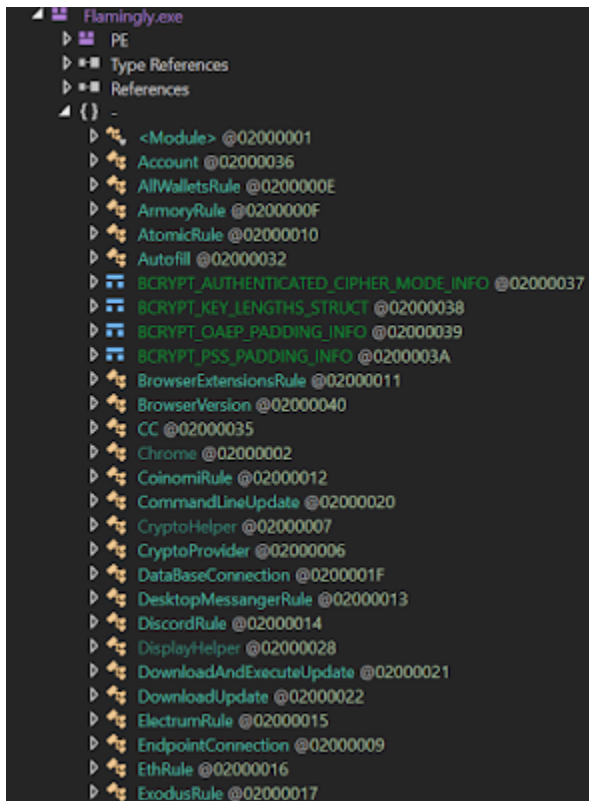 Flamingly.exe
PE
Type References
References
{} -
<Module> @02000001
Account @02000036
AllWalletsRule @0200000E
ArmoryRule @0200000F
AtomicRule @02000010
Autofill @02000032
BCRYPT_AUTHENTICATED_CIPHER_MODE_INFO @02000037
BCRYPT_KEY_LENGTHS_STRUCT @02000038
BCRYPT_OAEP_PADDING_INFO @02000039
BCRYPT_PSS_PADDING_INFO @0200003A
BrowserExtensionsRule @02000011
BrowserVersion @02000040
CC @02000035
Chrome @02000002
CoinomiRule @02000012
CommandLineUpdate @02000020
CryptoHelper @02000007
CryptoProvider @02000006
DataBaseConnection @0200001F
DesktopMessangerRule @02000013
DiscordRule @02000014
DisplayHelper @02000028
DownloadAndExecuteUpdate @02000021
DownloadUpdate @02000022
ElectrumRule @02000015
EndpointConnection @02000009
EthRule @02000016
ExodusRule @02000017